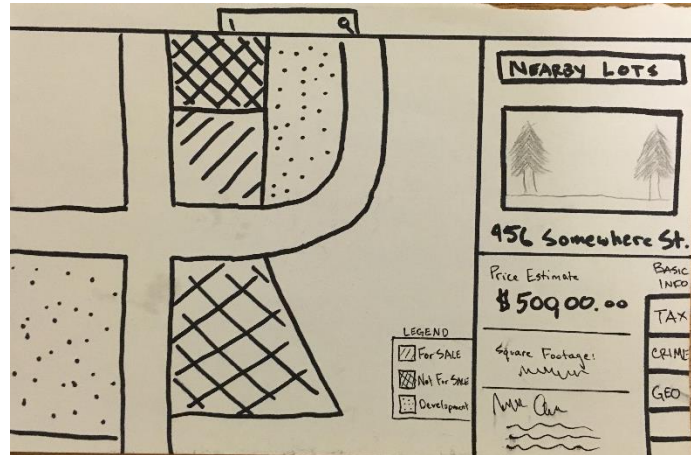 NEARBY LOTS
456 Somewhere St.
Price Estimate
$50900.00
BASIC
INFO
TAX
Square Footage:
CRIME
GEO
LEGEND
For SALE
Not For SALE
Development